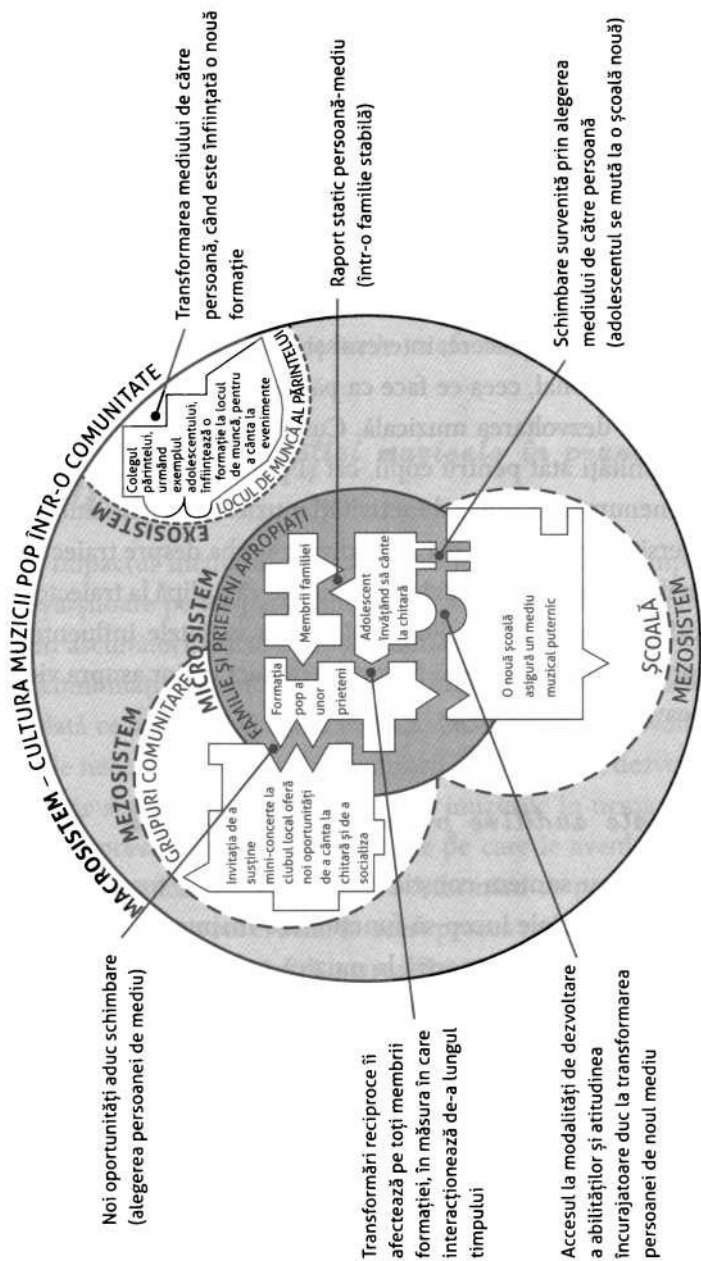 MACROSISTEM – CULTURA MUZICII POP ÎNTR-O COMUNITATE
Noi oportunități aduc schimbare
(alegerea persoanei de mediu)
Transformări reciproce îi
afectează pe toți membrii
formației, în măsura în care
interacționează de-a lungul
timpului
Accesul la modalități de dezvoltare
a abilităților și atitudinea
încurajatoare duc la transformarea
persoanei de noul mediu
MEZOSISTEM
GRUPURI COMUNITARE
Invitația de a
susține
mini-concerte la
clubul local oferă
noi oportunități
de a cânta la
chitară și de a
socializa
MICROSISTEM
FAMILIE ȘI PRIETENI APROPIAȚI
Formația
pop a
unor
prieteni
Membrii familiei
Adolescent
învățând să cânte
la chitară
O nouă școală
asigură un mediu
muzical puternic
ȘCOALĂ
MEZOSISTEM
EXOSISTEM
LOCUL DE MUNCĂ AL PĂRINTELUI
Colegul
părintelui,
urmând
exemplul
adolescentului,
înființează o
formație la locul
de muncă, pentru
a cânta la
evenimente
Transformarea mediului de către
persoană, când este înființată o nouă
formație
Raport static persoană-mediu
(într-o familie stabilă)
Schimbare survenită prin alegerea
mediului de către persoană
(adolescentul se mută la o școală nouă)